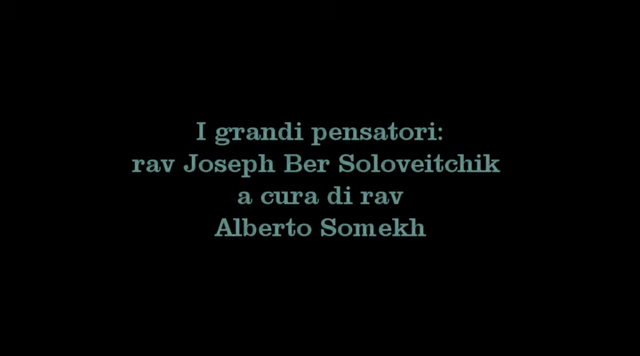 I grandi pensatori:
rav Joseph Ber Soloveitchik
a cura di rav
Alberto Somekh